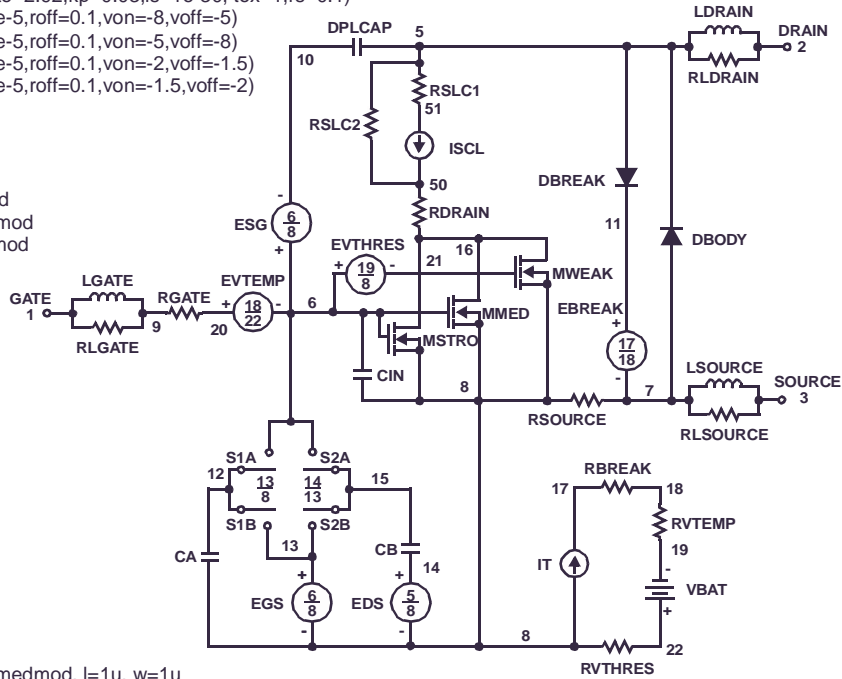 e-5,roff=0.1,von=-8,voff=-5)
e-5,roff=0.1,von=-5,voff=-8)
e-5,roff=0.1,von=-2,voff=-1.5)
e-5,roff=0.1,von=-1.5,voff=-2)
d
mod
mod
LDRAIN
DPLCAP
5
DRAIN
2
10
RLDRAIN
RSLC1
51
RSLC2
ISCL
50
DBREAK
RDRAIN
-
ESG
6
8
+
11
DBODY
EVTHRES
16
21
+
19
8
-
MWEAK
LGATE
EVTEMP
GATE
1
RGATE
+
18
22
-
6
MMED
EBREAK
+
RLGATE
9
20
MSTRO
17
18
-
LSOURCE
CIN
8
7
SOURCE
3
RSOURCE
RLSOURCE
S1A
S2A
12
13
8
14
13
15
RBREAK
17
18
S1B
S2B
RVTEMP
13
CB
CA
14
IT
19
-
VBAT
+
EGS
+
6
8
-
EDS
+
5
8
-
8
22
RVTHRES
medmod, l=1u, w=1u